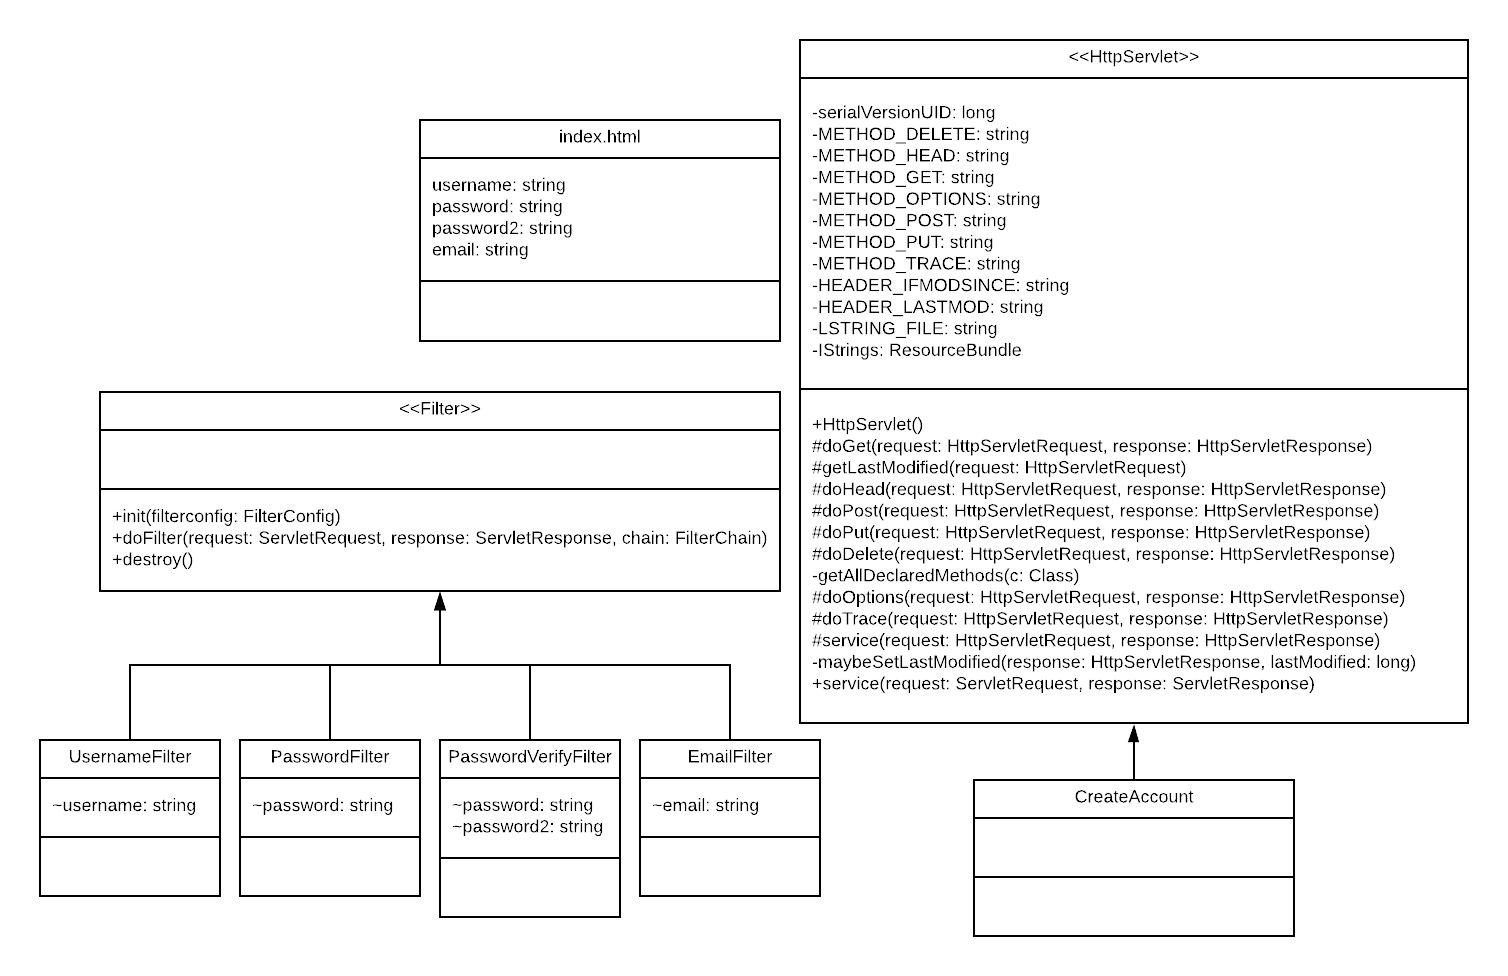 <<HttpServlet>>
-serialVersionUID: long
-METHOD_DELETE: string
-METHOD_HEAD: string
-METHOD_GET: string
-METHOD_OPTIONS: string
-METHOD_POST: string
-METHOD_PUT: string
-METHOD_TRACE: string
-HEADER_IFMODSINCE: string
-HEADER_LASTMOD: string
-LSTRING_FILE: string
-IStrings: ResourceBundle
+HttpServlet()
#doGet(request: HttpServletRequest, response: HttpServletResponse)
#getLastModified(request: HttpServletRequest)
#doHead(request: HttpServletRequest, response: HttpServletResponse)
#doPost(request: HttpServletRequest, response: HttpServletResponse)
#doPut(request: HttpServletRequest, response: HttpServletResponse)
#doDelete(request: HttpServletRequest, response: HttpServletResponse)
-getAllDeclaredMethods(c: Class)
#doOptions(request: HttpServletRequest, response: HttpServletResponse)
#doTrace(request: HttpServletRequest, response: HttpServletResponse)
#service(request: HttpServletRequest, response: HttpServletResponse)
-maybeSetLastModified(response: HttpServletResponse, lastModified: long)
+service(request: ServletRequest, response: ServletResponse)
index.html
username: string
password: string
password2: string
email: string
<<Filter>>
+init(filterconfig: FilterConfig)
+doFilter(request: ServletRequest, response: ServletResponse, chain: FilterChain)
+destroy()
UsernameFilter
~username: string
PasswordFilter
~password: string
PasswordVerifyFilter
~password: string
~password2: string
EmailFilter
~email: string
CreateAccount